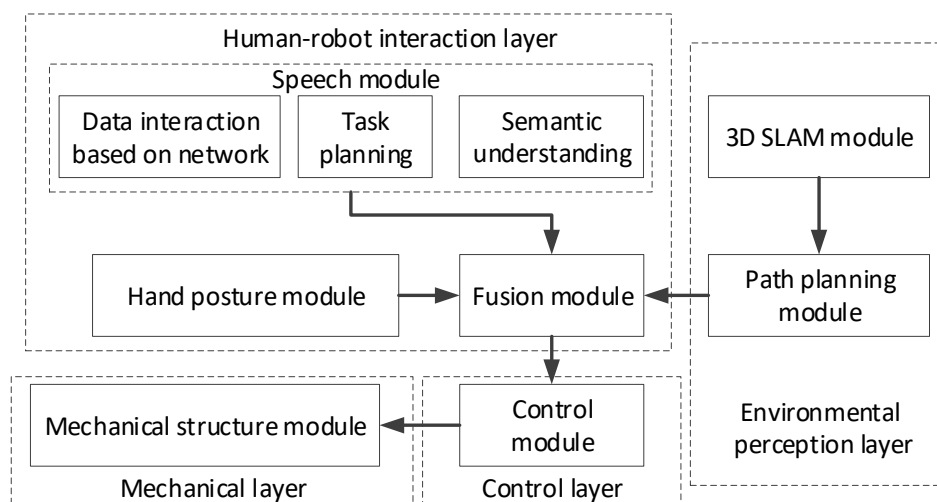 Human-robot interaction layer
Speech module
Data interaction
based on network
Task
planning
Semantic
understanding
3D SLAM module
Hand posture module
Fusion module
Path planning
module
Mechanical structure module
Control
module
Environmental
perception layer
Mechanical layer
Control layer